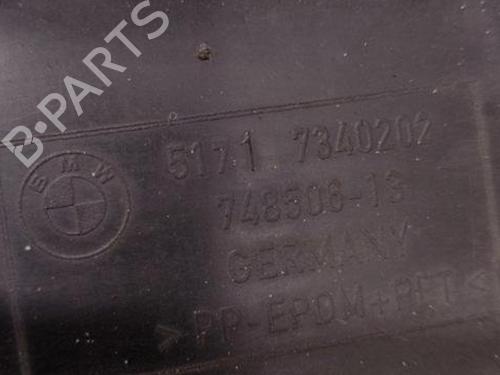 B-PARTS
BMW
5171 7340202
748506-13
GERMANY
>PP-EPDM+PET<